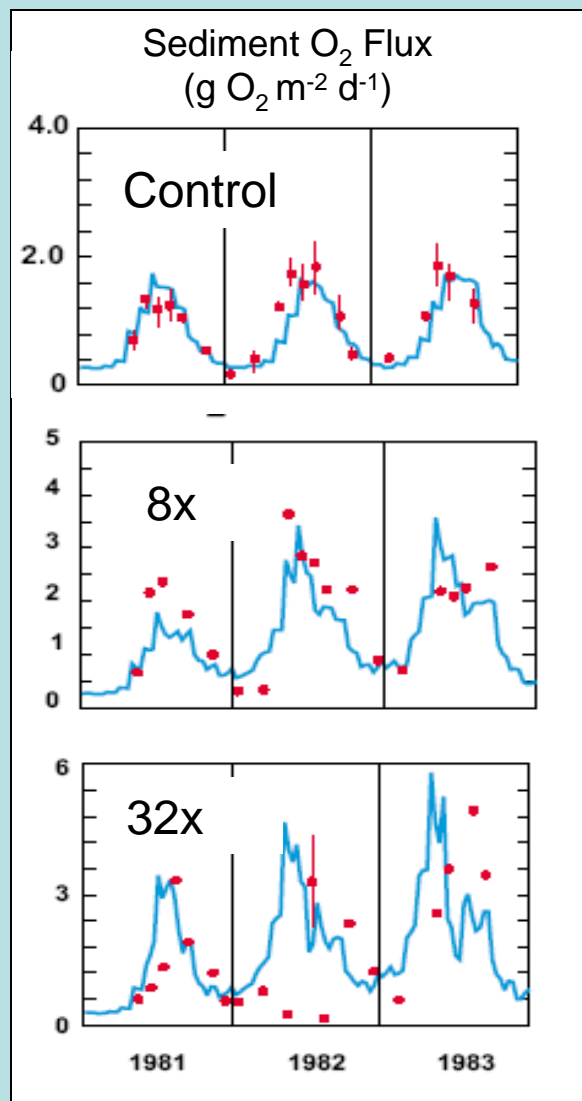 Sediment O₂ Flux
(g O₂ m⁻² d⁻¹)
4.0
Control
2.0
0
5
8x
4
3
2
1
0
6
32x
3
0
1981 1982 1983